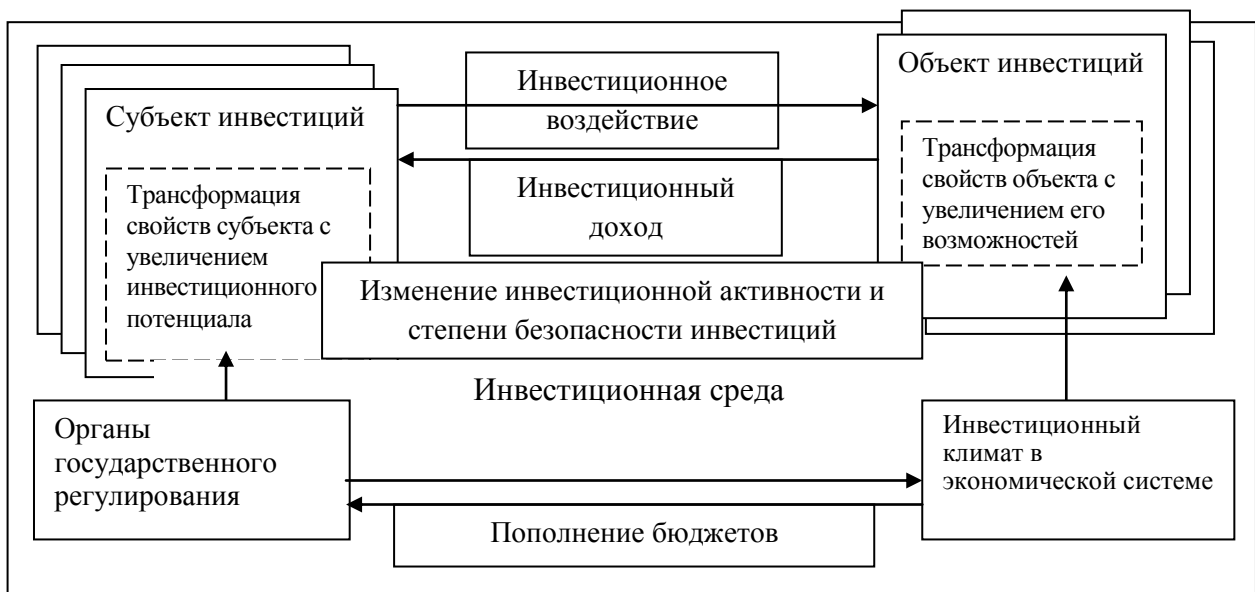 Субъект инвестиций
Трансформация
свойств субъекта с
увеличением
инвестиционного
потенциала
Инвестиционное
воздействие
Инвестиционный
доход
Объект инвестиций
Трансформация
свойств объекта с
увеличением его
возможностей
Изменение инвестиционной активности и
степени безопасности инвестиций
Инвестиционная среда
Органы
государственного
регулирования
Инвестиционный
климат в
экономической системе
Пополнение бюджетов